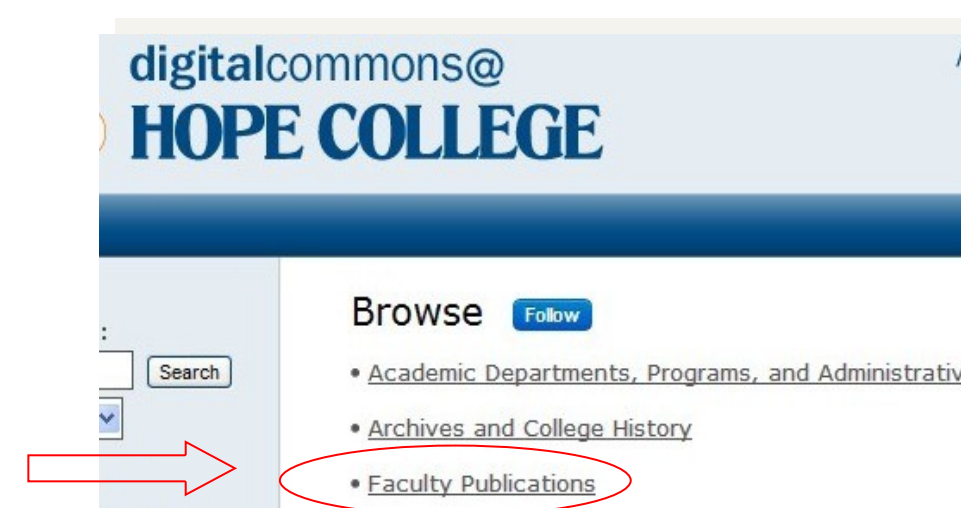 digitalcommons@
HOPE COLLEGE
Browse Follow
:
Search
• Academic Departments, Programs, and Administrativ
• Archives and College History
• Faculty Publications